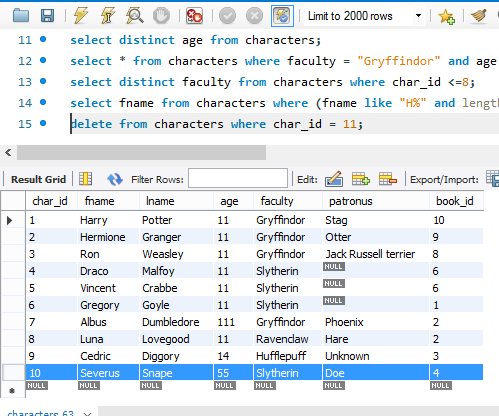 Limit to 2000 rows
11 select distinct age from characters;
12 select * from characters where faculty = "Gryffindor" and age
13 select distinct faculty from characters where char_id <=8;
14 select fname from characters where (fname like "H%" and length
15 delete from characters where char_id = 11;
Result Grid Filter Rows: Edit: Export/Import:
char_id fname lname age faculty patronus book_id
1 Harry Potter 11 Gryffindor Stag 10
2 Hermione Granger 11 Gryffindor Otter 9
3 Ron Weasley 11 Gryffindor Jack Russell terrier 8
4 Draco Malfoy 11 Slytherin NULL 6
5 Vincent Crabbe 11 Slytherin NULL 6
6 Gregory Goyle 11 Slytherin NULL 1
7 Albus Dumbledore 111 Gryffindor Phoenix 2
8 Luna Lovegood 11 Ravenclaw Hare 2
9 Cedric Diggory 14 Hufflepuff Unknown 3
10 Severus Snape 55 Slytherin Doe 4
NULL NULL NULL NULL NULL NULL NULL
characters 63